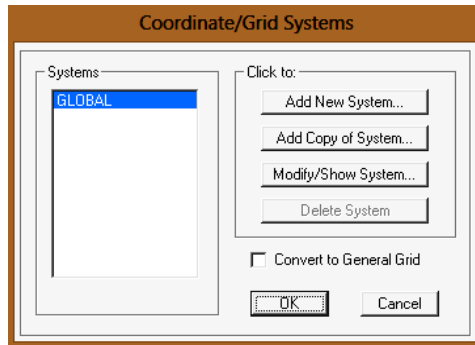 Coordinate/Grid Systems
Systems
GLOBAL
Click to:
Add New System...
Add Copy of System...
Modify/Show System...
Delete System
Convert to General Grid
OK
Cancel